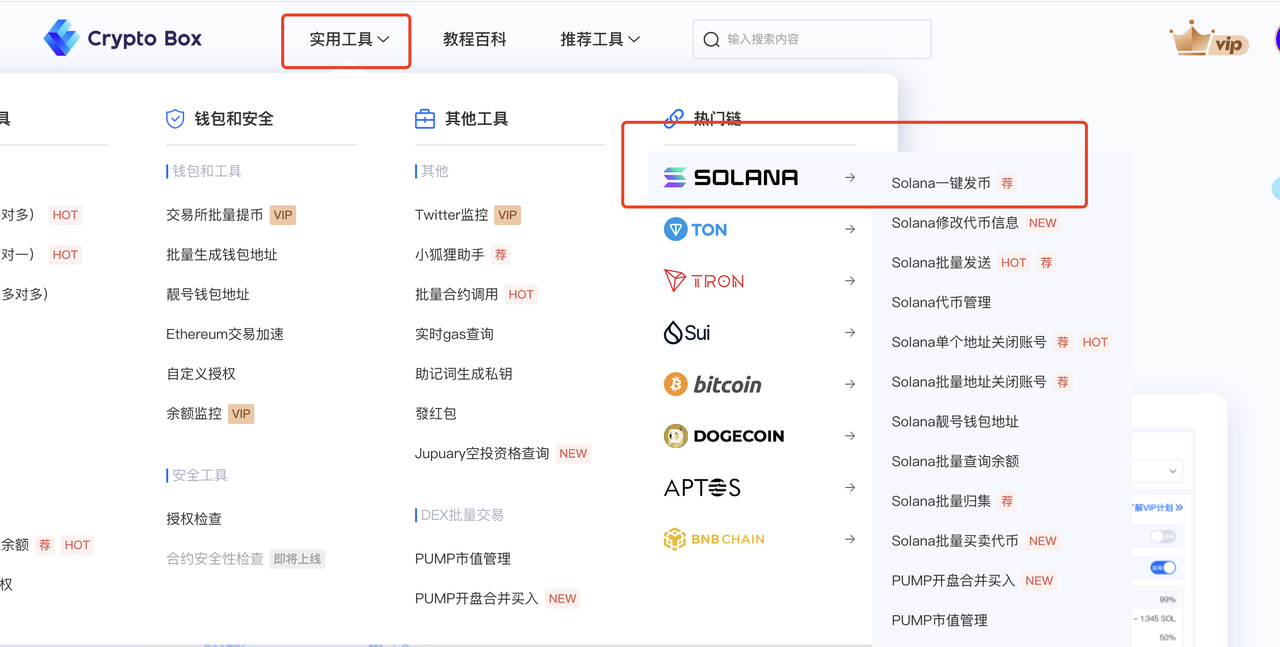 Crypto Box
实用工具
教程百科
推荐工具
输入搜索内容
vip
具
对多） HOT
对一） HOT
多对多）
余额 荐 HOT
权
钱包和安全
钱包和工具
交易所批量提币 VIP
批量生成钱包地址
靓号钱包地址
Ethereum交易加速
自定义授权
余额监控 VIP
安全工具
授权检查
合约安全性检查 即将上线
其他工具
其他
Twitter监控 VIP
小狐狸助手 荐
批量合约调用 HOT
实时gas查询
助记词生成私钥
發红包
Jupuary空投资格查询 NEW
DEX批量交易
PUMP市值管理
PUMP开盘合并买入 NEW
热门链
SOLANA
TON
TRON
Sui
bitcoin
DOGECOIN
APTOS
BNB CHAIN
Solana一键发币 荐
Solana修改代币信息 NEW
Solana批量发送 HOT 荐
Solana代币管理
Solana单个地址关闭账号 荐 HOT
Solana批量地址关闭账号 荐
Solana靓号钱包地址
Solana批量查询余额
Solana批量归集 荐
Solana批量买卖代币 NEW
PUMP开盘合并买入 NEW
PUMP市值管理
了解VIP计划
99%
~ 1.345 SOL
50%